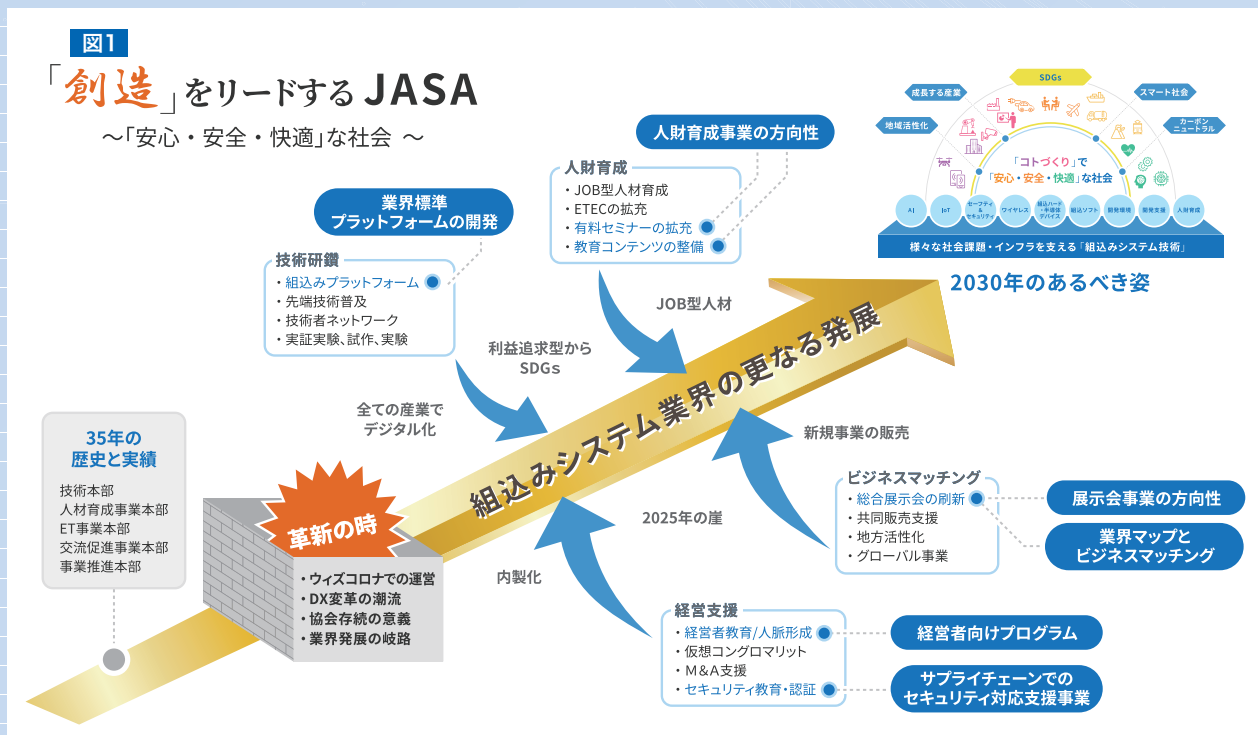 図1
「創造」をリードする JASA
～「安心・安全・快適」な社会 ～
SDGs
成長する産業
スマート社会
地域活性化
カーボン
ニュートラル
「コトづくり」で
「安心・安全・快適」な社会
AI
IoT
セーフティ
&
セキュリティ
ワイヤレス
組込ハード
・半導体
デバイス
組込ソフト
開発環境
開発支援
人財育成
様々な社会課題・インフラを支える「組込みシステム技術」
2030年のあるべき姿
人財育成事業の方向性
人財育成
・JOB型人材育成
・ETECの拡充
・有料セミナーの拡充
・教育コンテンツの整備
業界標準
プラットフォームの開発
技術研鑽
・組込みプラットフォーム
・先端技術普及
・技術者ネットワーク
・実証実験、試作、実験
JOB型人材
利益追求型から
SDGs
全ての産業で
デジタル化
組込みシステム業界の更なる発展
35年の
歴史と実績
技術本部
人材育成事業本部
ET事業本部
交流促進事業本部
事業推進本部
革新の時
・ウィズコロナでの運営
・DX変革の潮流
・協会存続の意義
・業界発展の岐路
新規事業の販売
2025年の崖
内製化
ビジネスマッチング
・総合展示会の刷新
・共同販売支援
・地方活性化
・グローバル事業
展示会事業の方向性
業界マップと
ビジネスマッチング
経営支援
・経営者教育/人脈形成
・仮想コングロマリット
・M&A支援
・セキュリティ教育・認証
経営者向けプログラム
サプライチェーンでの
セキュリティ対応支援事業